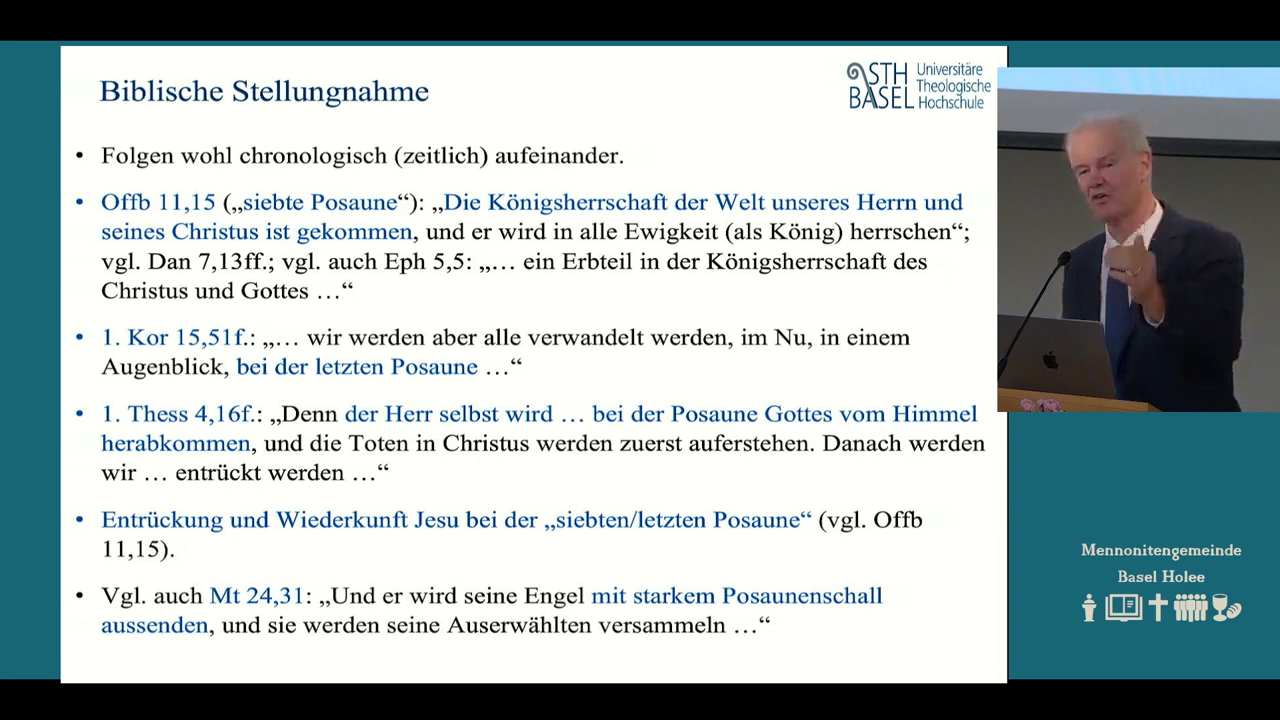 Biblische Stellungnahme
STH
BASEL
Universitäre
Theologische
Hochschule
• Folgen wohl chronologisch (zeitlich) aufeinander.
• Offb 11,15 („siebte Posaune“): „Die Königsherrschaft der Welt unseres Herrn und
seines Christus ist gekommen, und er wird in alle Ewigkeit (als König) herrschen“;
vgl. Dan 7,13ff.; vgl. auch Eph 5,5: „… ein Erbteil in der Königsherrschaft des
Christus und Gottes …“
• 1. Kor 15,51f.: „… wir werden aber alle verwandelt werden, im Nu, in einem
Augenblick, bei der letzten Posaune …“
• 1. Thess 4,16f.: „Denn der Herr selbst wird … bei der Posaune Gottes vom Himmel
herabkommen, und die Toten in Christus werden zuerst auferstehen. Danach werden
wir … entrückt werden …“
• Entrückung und Wiederkunft Jesu bei der „siebten/letzten Posaune“ (vgl. Offb
11,15).
• Vgl. auch Mt 24,31: „Und er wird seine Engel mit starkem Posaunenschall
aussenden, und sie werden seine Auserwählten versammeln …“
Mennonitengemeinde
Basel Holee